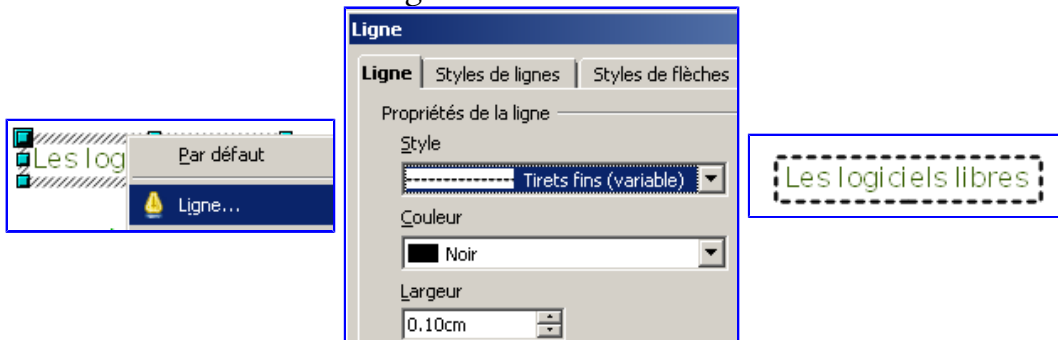 Les log
Par défaut
Ligne...
Ligne
Ligne Styles de lignes Styles de flèches
Propriétés de la ligne
Style
Tirets fins (variable)
Couleur
Noir
Largeur
0.10cm
Les logiciels libres